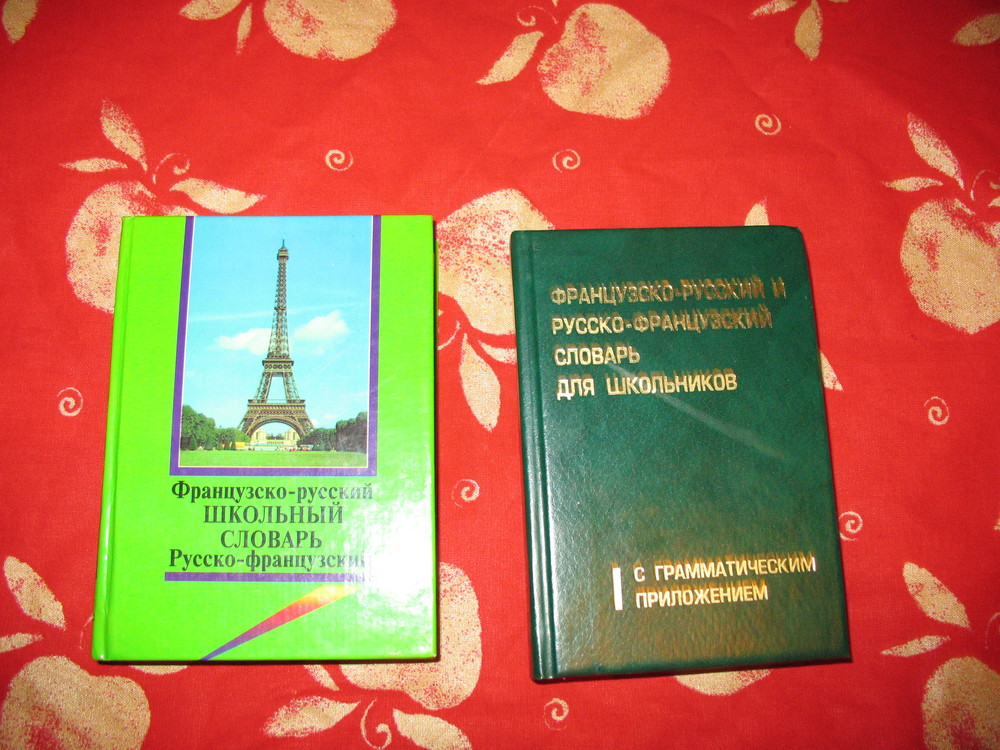 Французско-русский
ШКОЛЬНЫЙ
СЛОВАРЬ
Русско-французский
ФРАНЦУЗСКО-РУССКИЙ И
РУССКО-ФРАНЦУЗСКИЙ
СЛОВАРЬ
ДЛЯ ШКОЛЬНИКОВ
С ГРАММАТИЧЕСКИМ
ПРИЛОЖЕНИЕМ